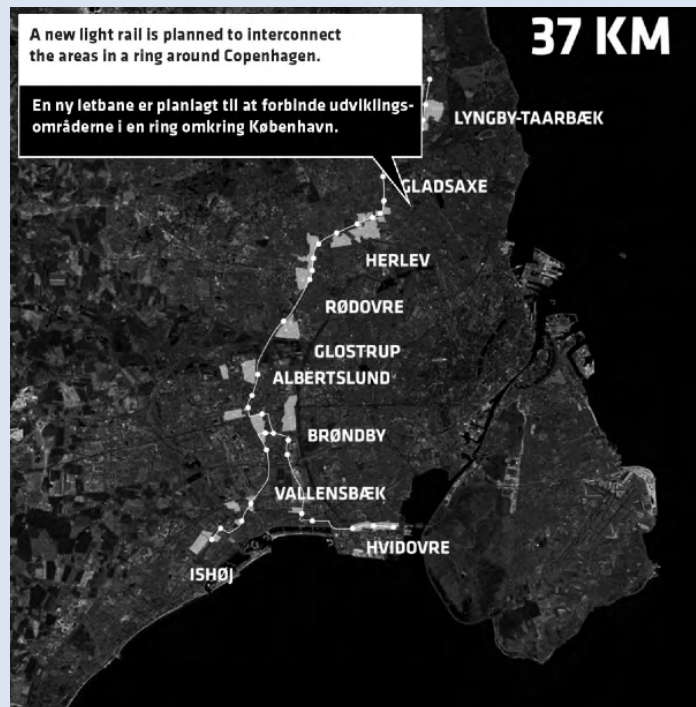 A new light rail is planned to interconnect
the areas in a ring around Copenhagen.
37 KM
En ny letbane er planlagt til at forbinde udviklings-
områderne i en ring omkring København.
LYNGBY-TAARBÆK
GLADSAXE
HERLEV
RØDOVRE
GLOSTRUP
ALBERTSLUND
BRØNDBY
VALLENSBÆK
HVIDOVRE
ISHØJ